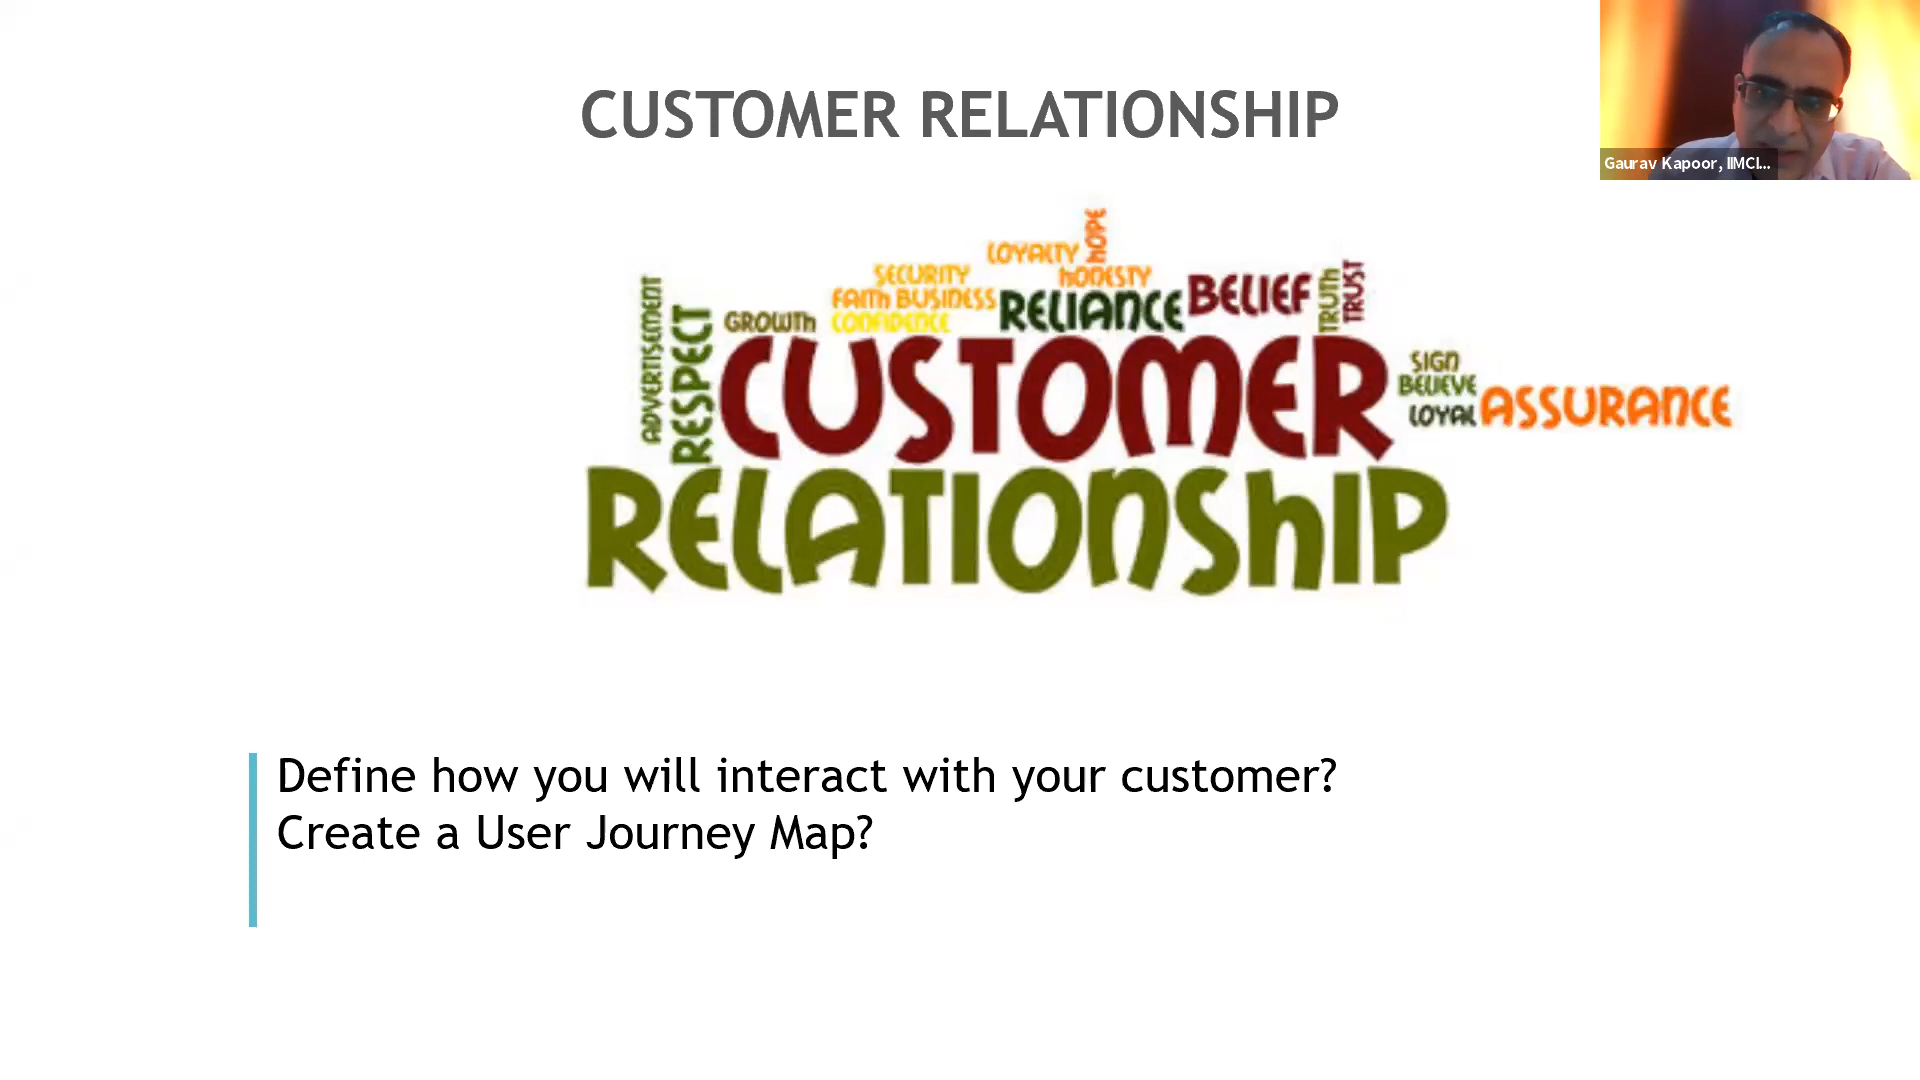 CUSTOMER RELATIONSHIP
Gaurav Kapoor, IIMCI...
HOPE
LOYALTY
SECURITY
HONESTY
FAITH BUSINESS
RELIANCE
BELIEF
TRUTH
TRUST
ADVERTISEMENT
RESPECT
GROWTH
CONFIDENCE
CUSTOMER
SIGN
BELIEVE
LOYAL
ASSURANCE
RELATIONSHIP
Define how you will interact with your customer?
Create a User Journey Map?